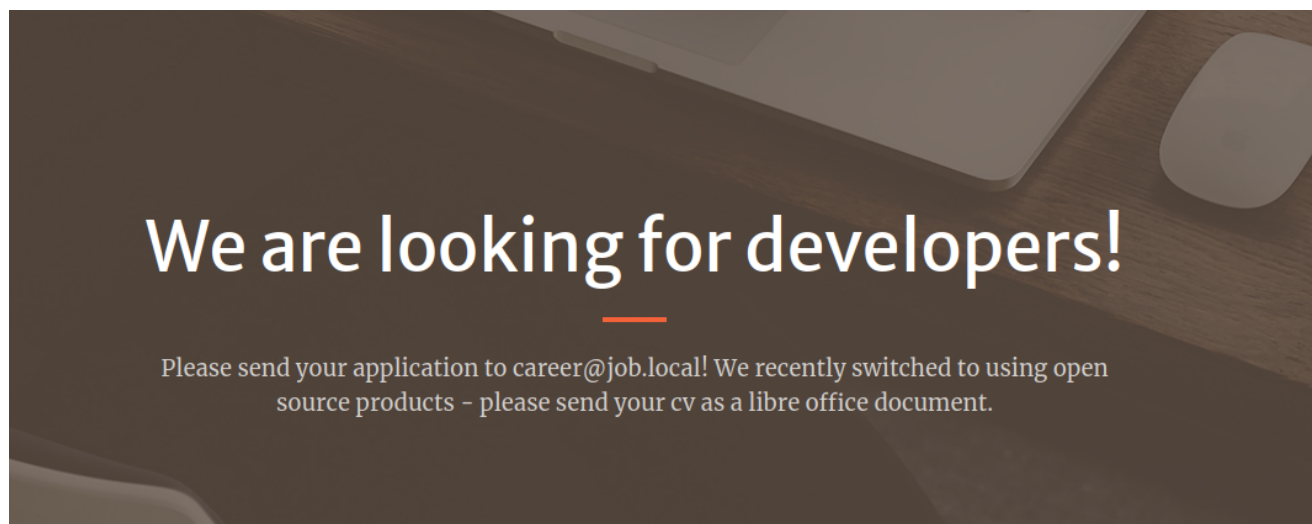 We are looking for developers!
Please send your application to career@job.local! We recently switched to using open
source products - please send your cv as a libre office document.